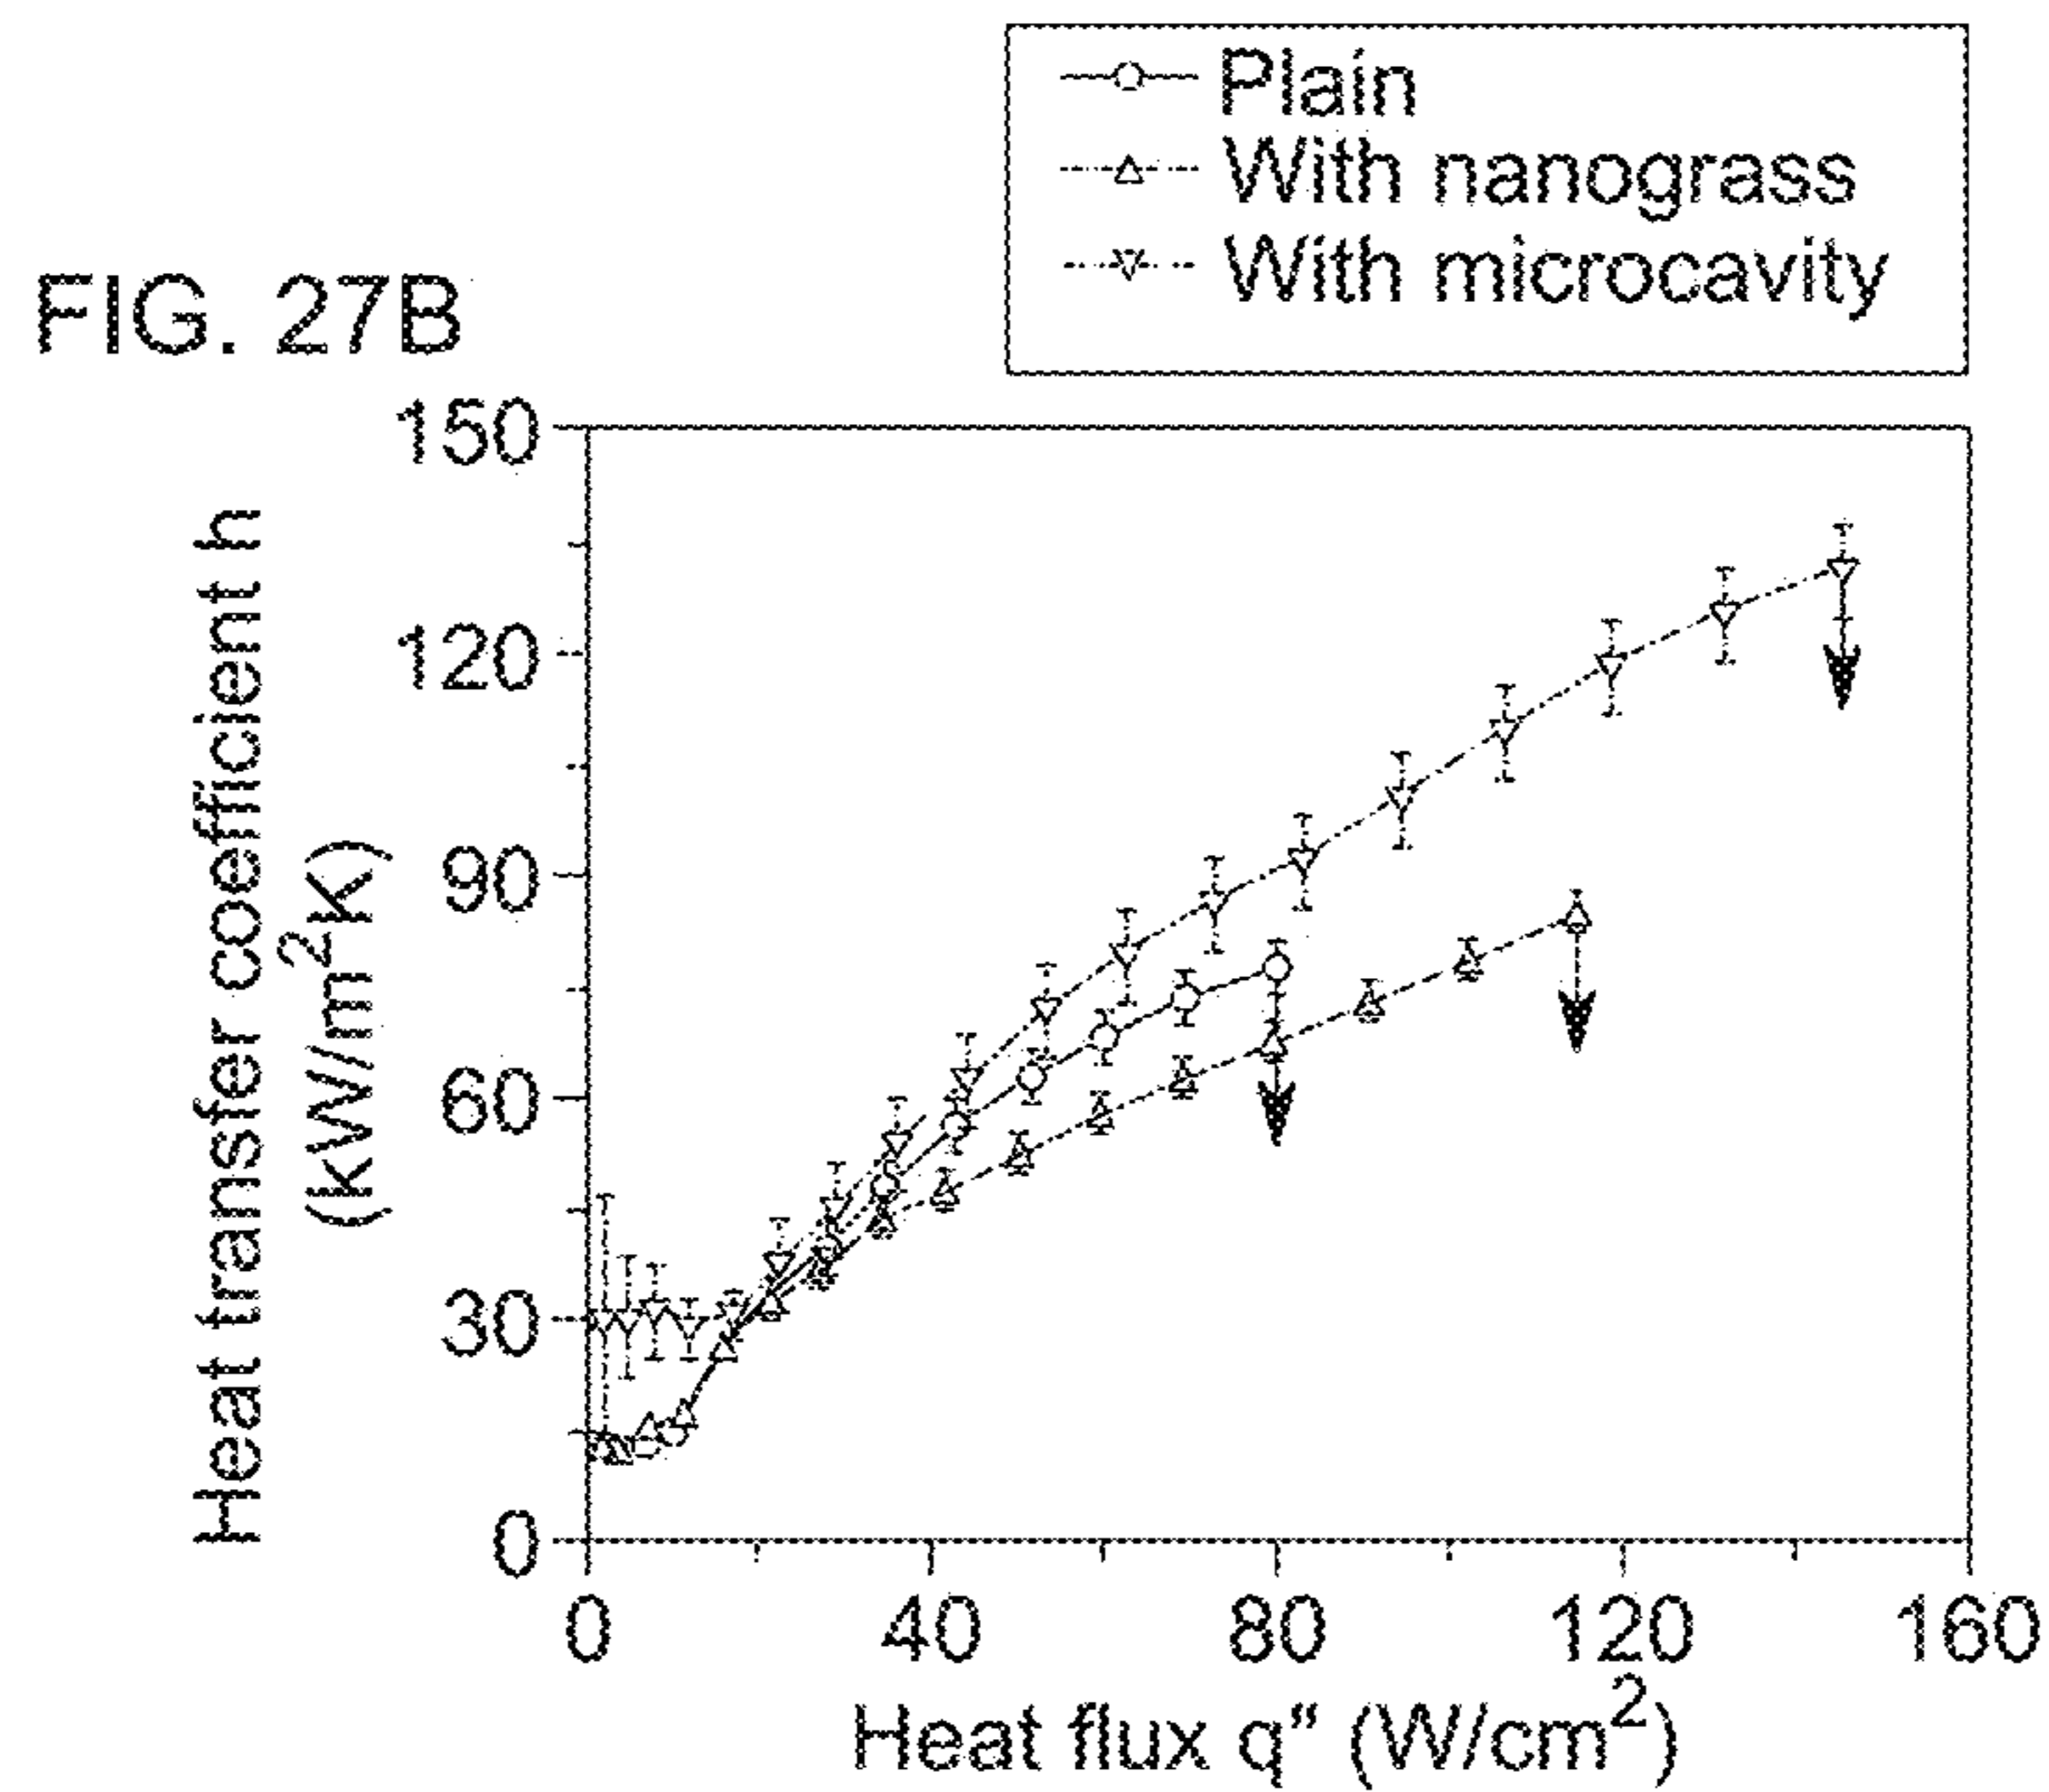 Plain
With nanograss
With microcavity
FIG. 27B
150
120
90
60
30
0
Heat transfer coefficient h
(kW/m²K)
0 40 80 120 160
Heat flux q" (W/cm²)